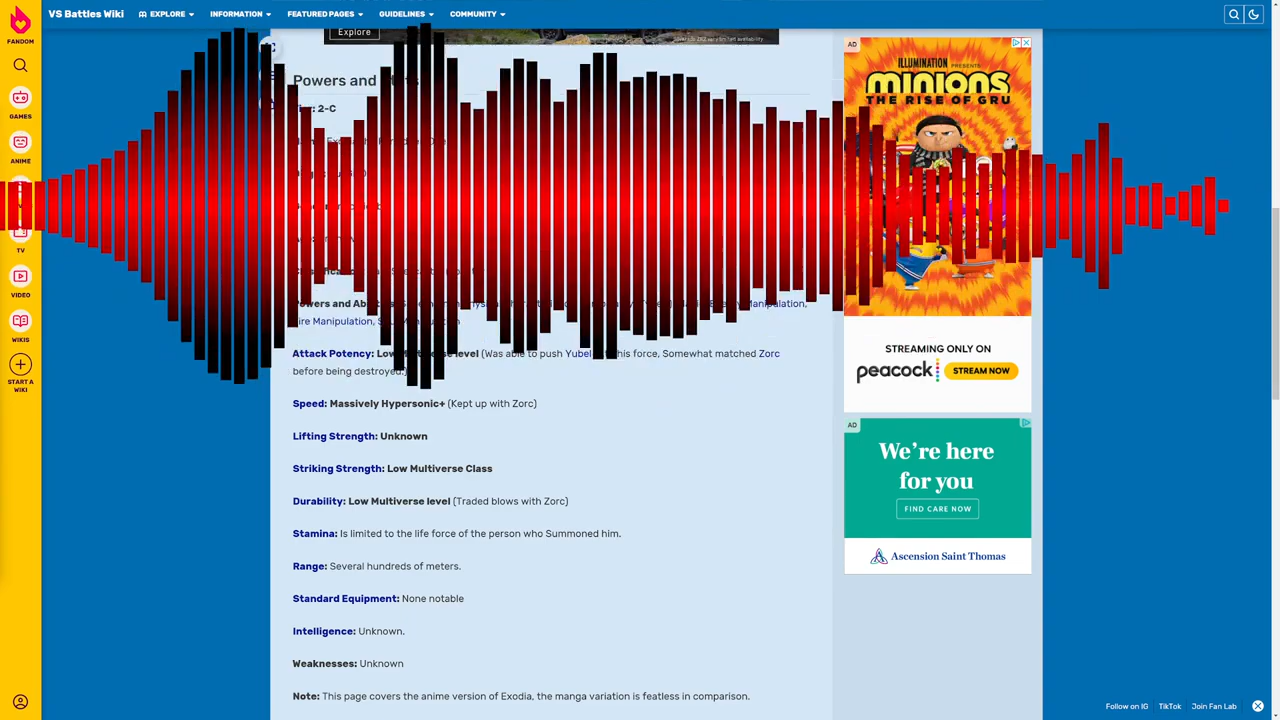 VS Battles Wiki
EXPLORE
INFORMATION
FEATURED PAGES
GUIDELINES
COMMUNITY
FANDOM
GAMES
ANIME
TV
VIDEO
WIKIS
START A
WIKI
Explore
Powers and
2-C
Powers and
Manipulation,
Fire Manipulation,
Attack Potency: Low level (Was able to push Yubel his force, Somewhat matched Zorc
before being destroyed.)
Speed: Massively Hypersonic+ (Kept up with Zorc)
Lifting Strength: Unknown
Striking Strength: Low Multiverse Class
Durability: Low Multiverse level (Traded blows with Zorc)
Stamina: Is limited to the life force of the person who Summoned him.
Range: Several hundreds of meters.
Standard Equipment: None notable
Intelligence: Unknown.
Weaknesses: Unknown
Note: This page covers the anime version of Exodia, the manga variation is featless in comparison.
AD
ILLUMINATION PRESENTS
MINIONS
THE RISE OF GRU
STREAMING ONLY ON
peacock
STREAM NOW
AD
We're here
for you
FIND CARE NOW
Ascension Saint Thomas
Follow on IG
TikTok
Join Fan Lab